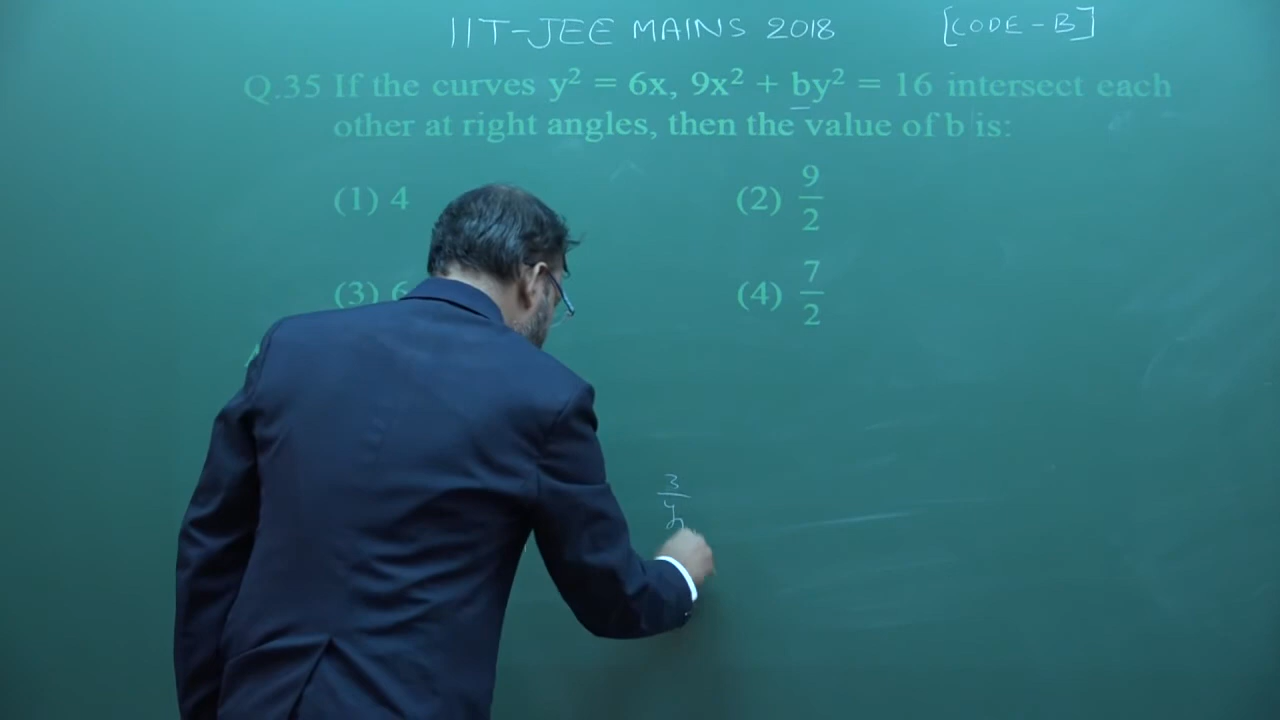 IIT-JEE MAINS 2018 [CODE-B]
Q.35 If the curves y² = 6x, 9x² + by² = 16 intersect each
other at right angles, then the value of b is:
(1) 4 (2) 9/2
(3) 6 (4) 7/2
3